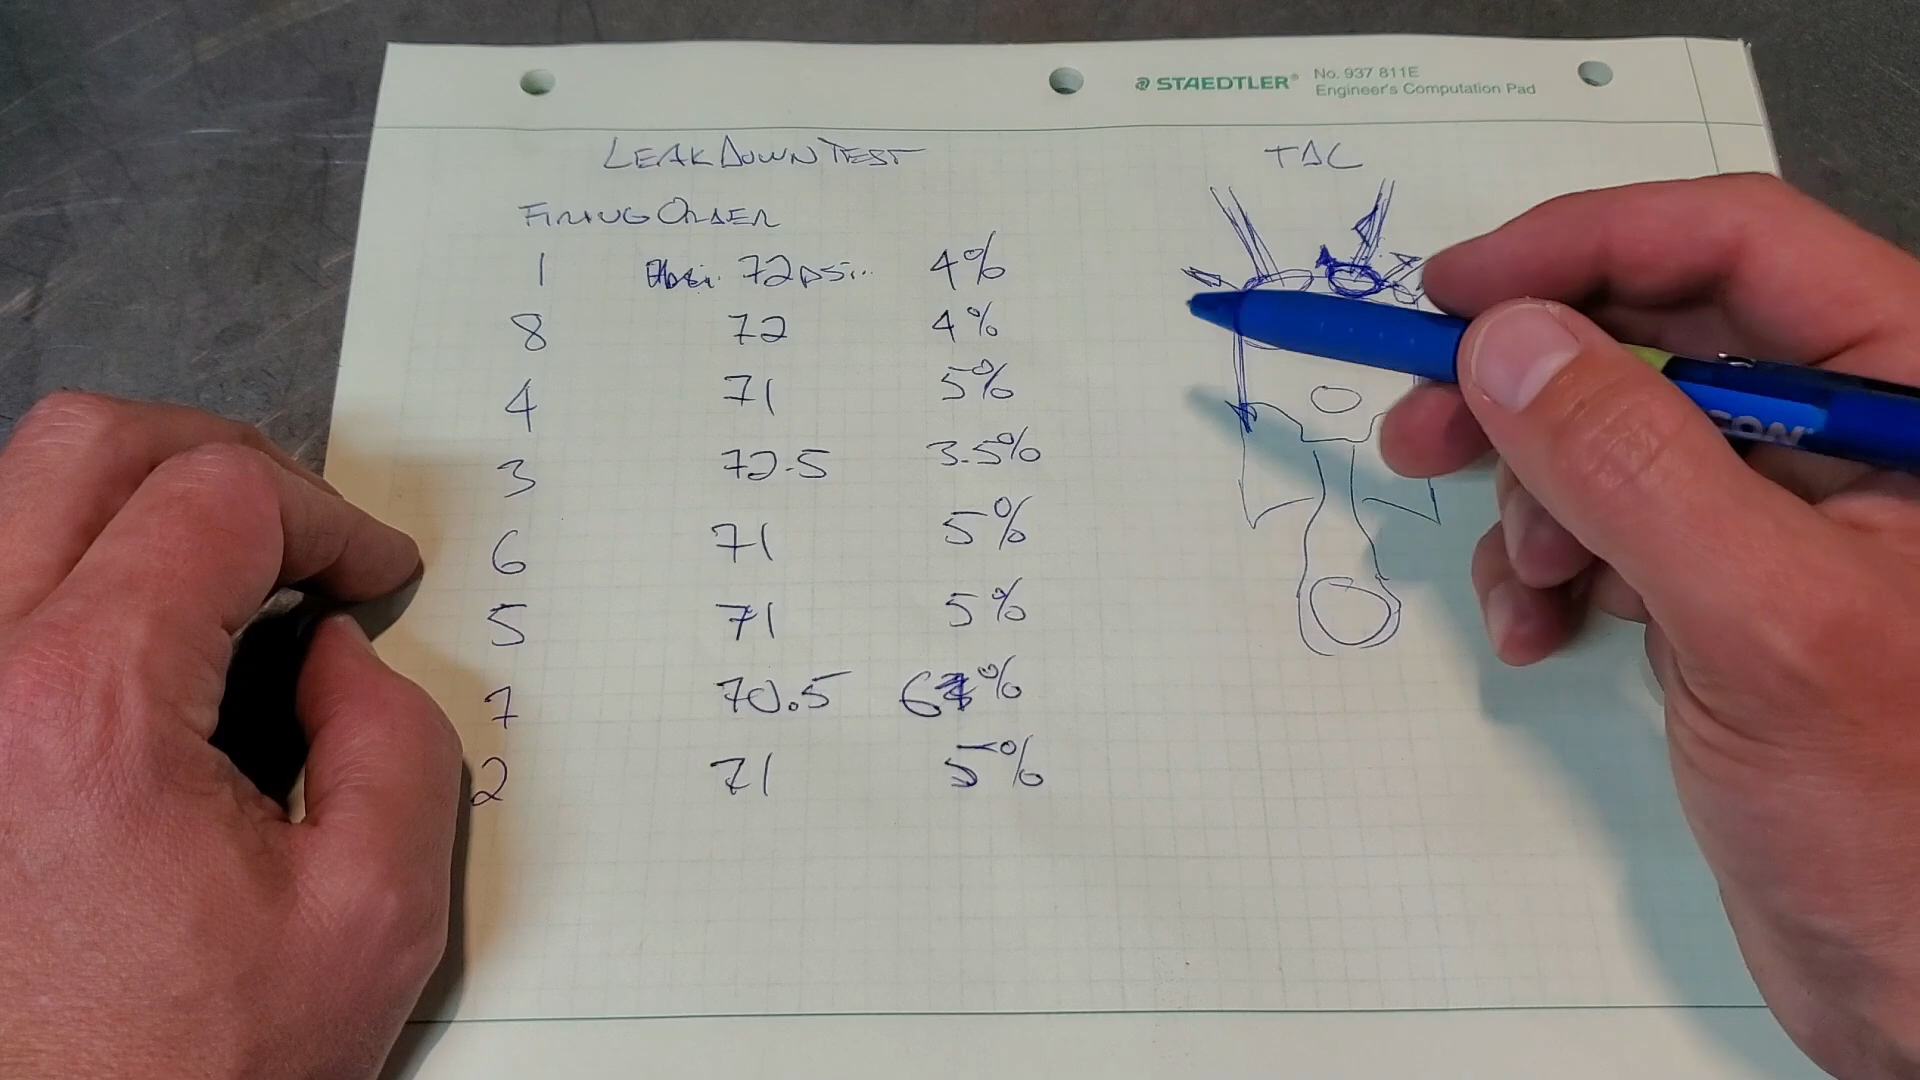 STAEDTLER® No. 937 811E
Engineer's Computation Pad
LEAKDOWN TEST
TDC
FIRING ORDER
1 72psi 4%
8 72 4%
4 71 5%
3 72.5 3.5%
6 71 5%
5 71 5%
7 70.5 6%
2 71 5%